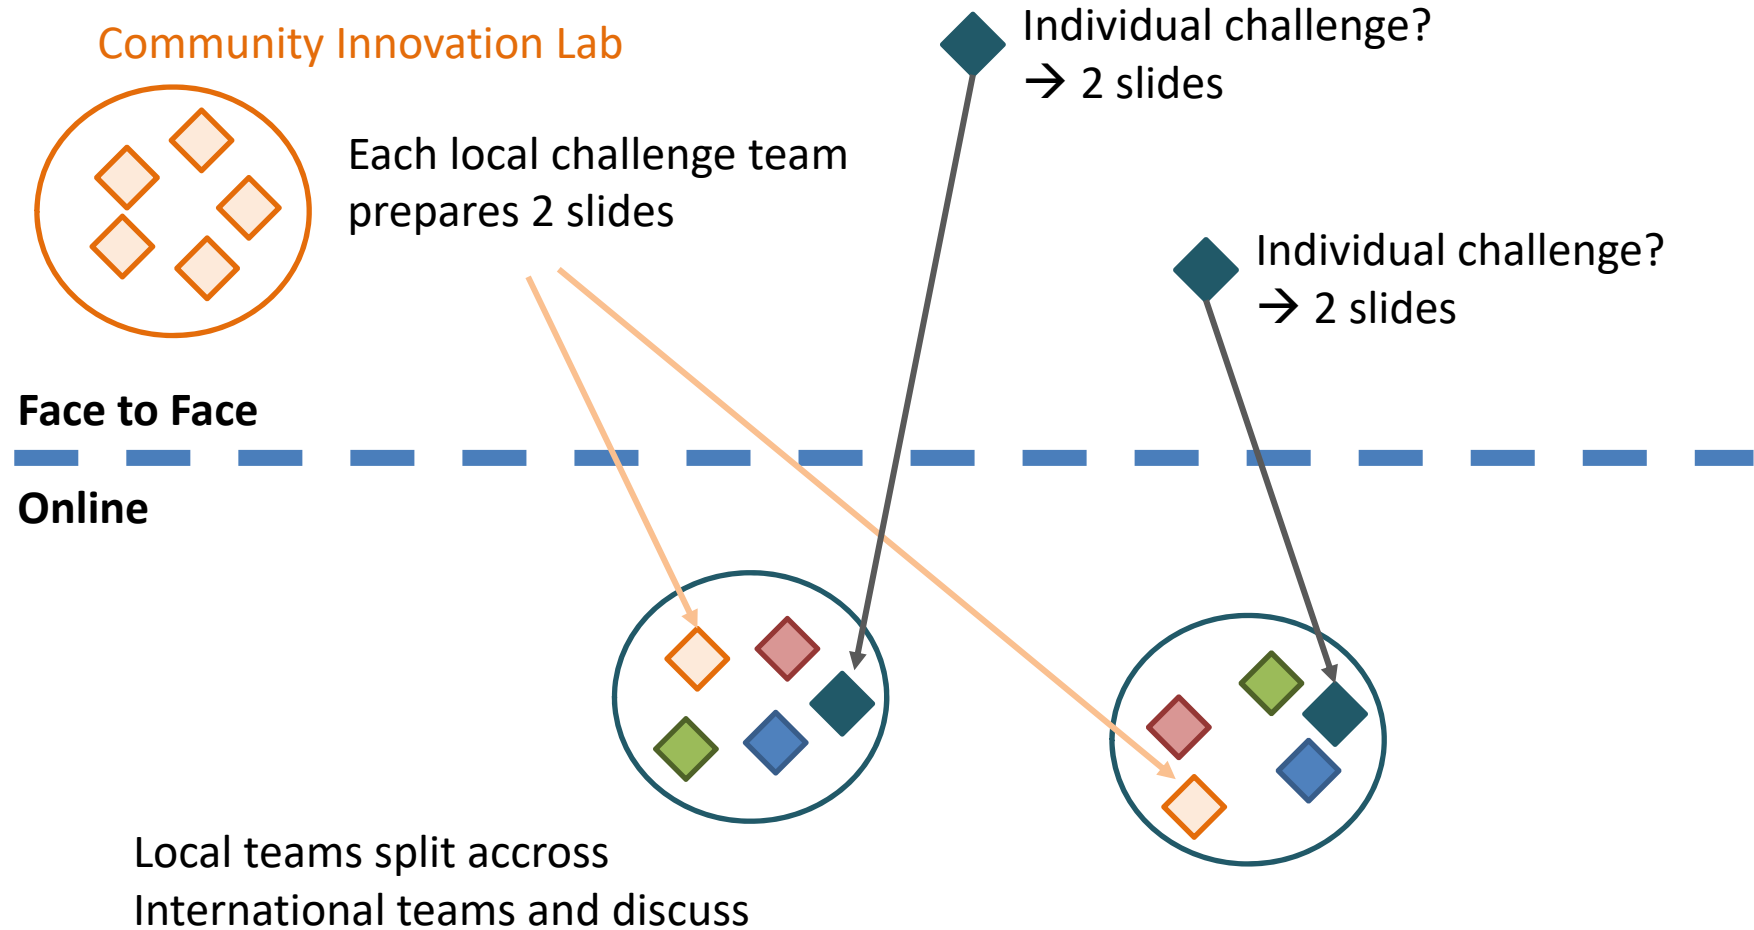 Community Innovation Lab
Each local challenge team
prepares 2 slides
Individual challenge?
→ 2 slides
Individual challenge?
→ 2 slides
Face to Face
Online
Local teams split accross
International teams and discuss